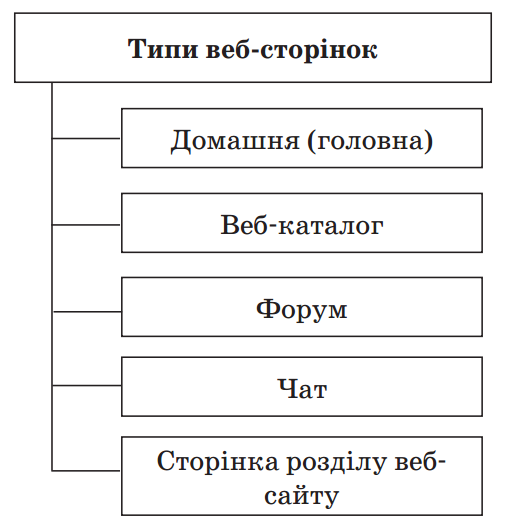 Типи веб-сторінок
Домашня (головна)
Веб-каталог
Форум
Чат
Сторінка розділу веб-
сайту